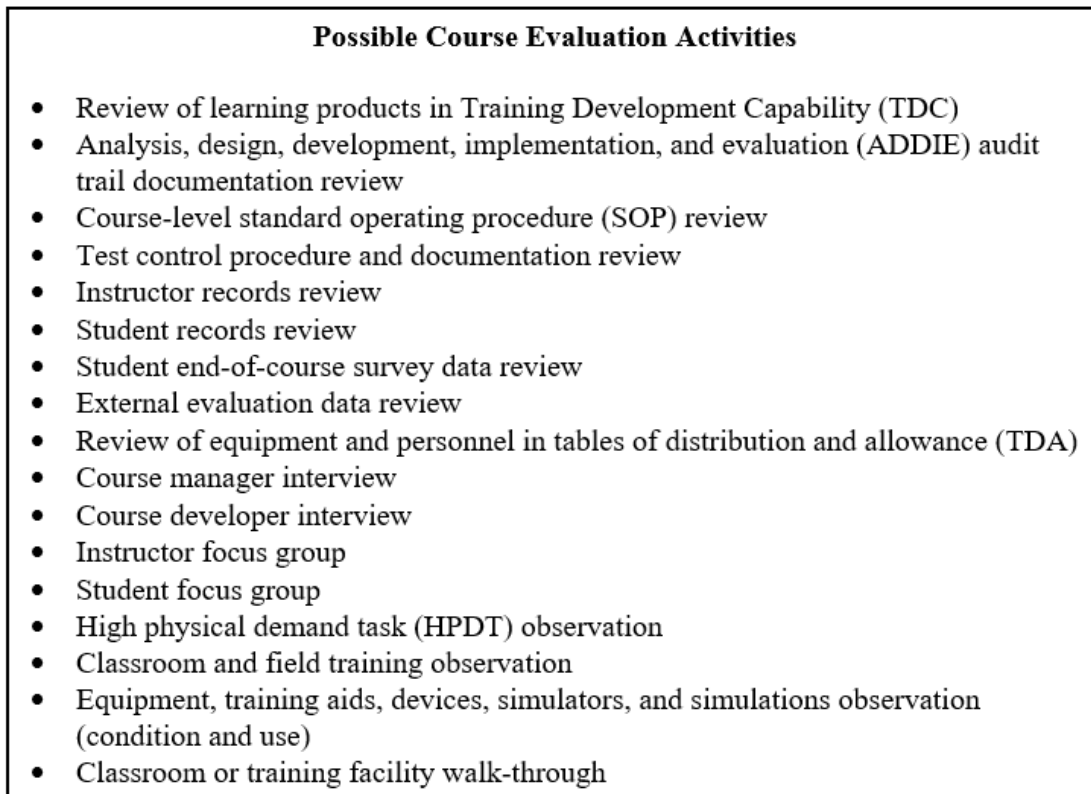 Possible Course Evaluation Activities
• Review of learning products in Training Development Capability (TDC)
• Analysis, design, development, implementation, and evaluation (ADDIE) audit
trail documentation review
• Course-level standard operating procedure (SOP) review
• Test control procedure and documentation review
• Instructor records review
• Student records review
• Student end-of-course survey data review
• External evaluation data review
• Review of equipment and personnel in tables of distribution and allowance (TDA)
• Course manager interview
• Course developer interview
• Instructor focus group
• Student focus group
• High physical demand task (HPDT) observation
• Classroom and field training observation
• Equipment, training aids, devices, simulators, and simulations observation
(condition and use)
• Classroom or training facility walk-through